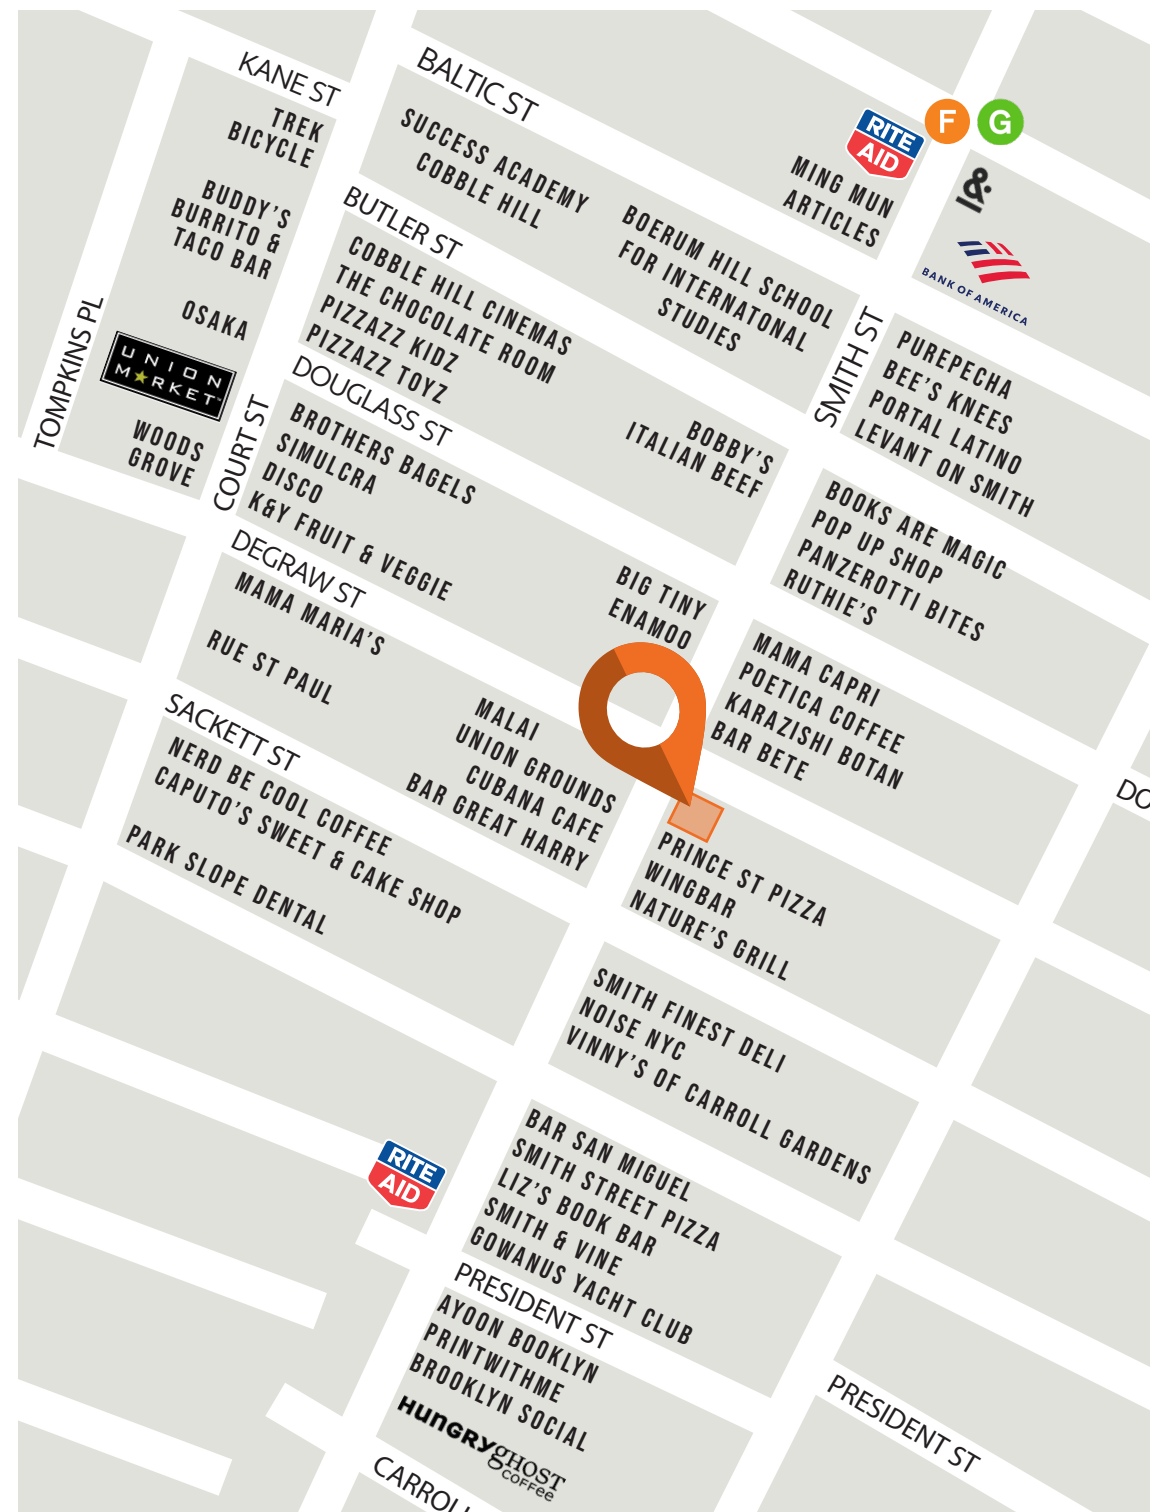 KANE ST
BALTIC ST
TREK
BICYCLE
BUDDY'S
BURRITO &
TACO BAR
OSAKA
UNION
MARKET
WOODS
GROVE
TOMPKINS PL
COURT ST
SUCCESS ACADEMY
COBBLE HILL
BOERUM HILL SCHOOL
FOR INTERNATONAL
STUDIES
MING MUN
ARTICLES
RITE
AID
F
G
&
BANK OF AMERICA
BUTLER ST
COBBLE HILL CINEMAS
THE CHOCOLATE ROOM
PIZZAZZ KIDZ
PIZZAZZ TOYZ
BOBBY'S
ITALIAN BEEF
SMITH ST
PUREPECHA
BEE'S KNEES
PORTAL LATINO
LEVANT ON SMITH
DOUGLASS ST
BROTHERS BAGELS
SIMULCRA
DISCO
K&Y FRUIT & VEGGIE
BIG TINY
ENAMOO
BOOKS ARE MAGIC
POP UP SHOP
PANZEROTTI BITES
RUTHIE'S
DEGRAW ST
MAMA MARIA'S
RUE ST PAUL
MALAI
UNION GROUNDS
CUBANA CAFE
BAR GREAT HARRY
MAMA CAPRI
POETICA COFFEE
KARAZISHI BOTAN
BAR BETE
DO
SACKETT ST
NERD BE COOL COFFEE
CAPUTO'S SWEET & CAKE SHOP
PARK SLOPE DENTAL
PRINCE ST PIZZA
WINGBAR
NATURE'S GRILL
SMITH FINEST DELI
NOISE NYC
VINNY'S OF CARROLL GARDENS
RITE
AID
BAR SAN MIGUEL
SMITH STREET PIZZA
LIZ'S BOOK BAR
SMITH & VINE
GOWANUS YACHT CLUB
PRESIDENT ST
AYOON BOOKLYN
PRINTWITHME
BROOKLYN SOCIAL
HUNGRY GHOST
COFFEE
PRESIDENT ST
CARROLL